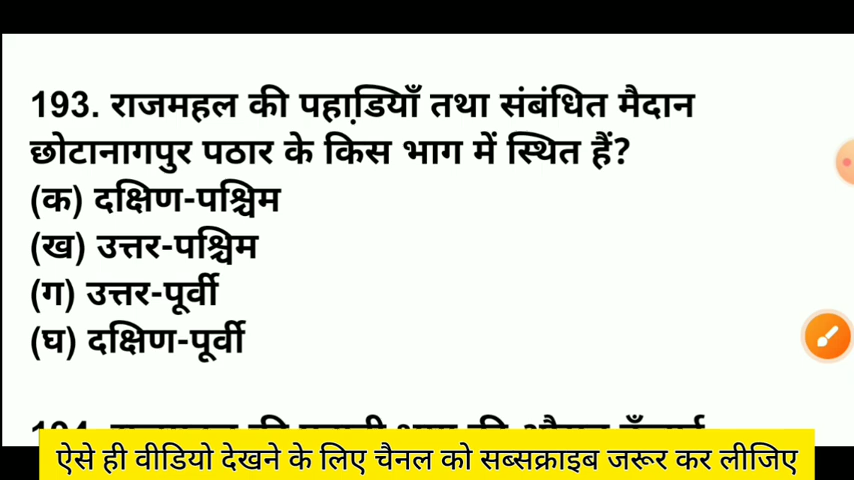 193. राजमहल की पहाडि़याँ तथा संबंधित मैदान
छोटानागपुर पठार के किस भाग में स्थित हैं?
(क) दक्षिण-पश्चिम
(ख) उत्तर-पश्चिम
(ग) उत्तर-पूर्वी
(घ) दक्षिण-पूर्वी
ऐसे ही वीडियो देखने के लिए चैनल को सब्सक्राइब जरूर कर लीजिए